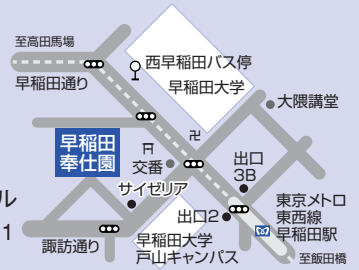 至高田馬場
西早稲田バス停
早稲田通り
早稲田大学
大隈講堂
早稲田
奉仕園
卍
交番
出口
3B
サイゼリア
ル
1
出口2
東京メトロ
東西線
早稲田駅
諏訪通り
早稲田大学
戸山キャンパス
至飯田橋